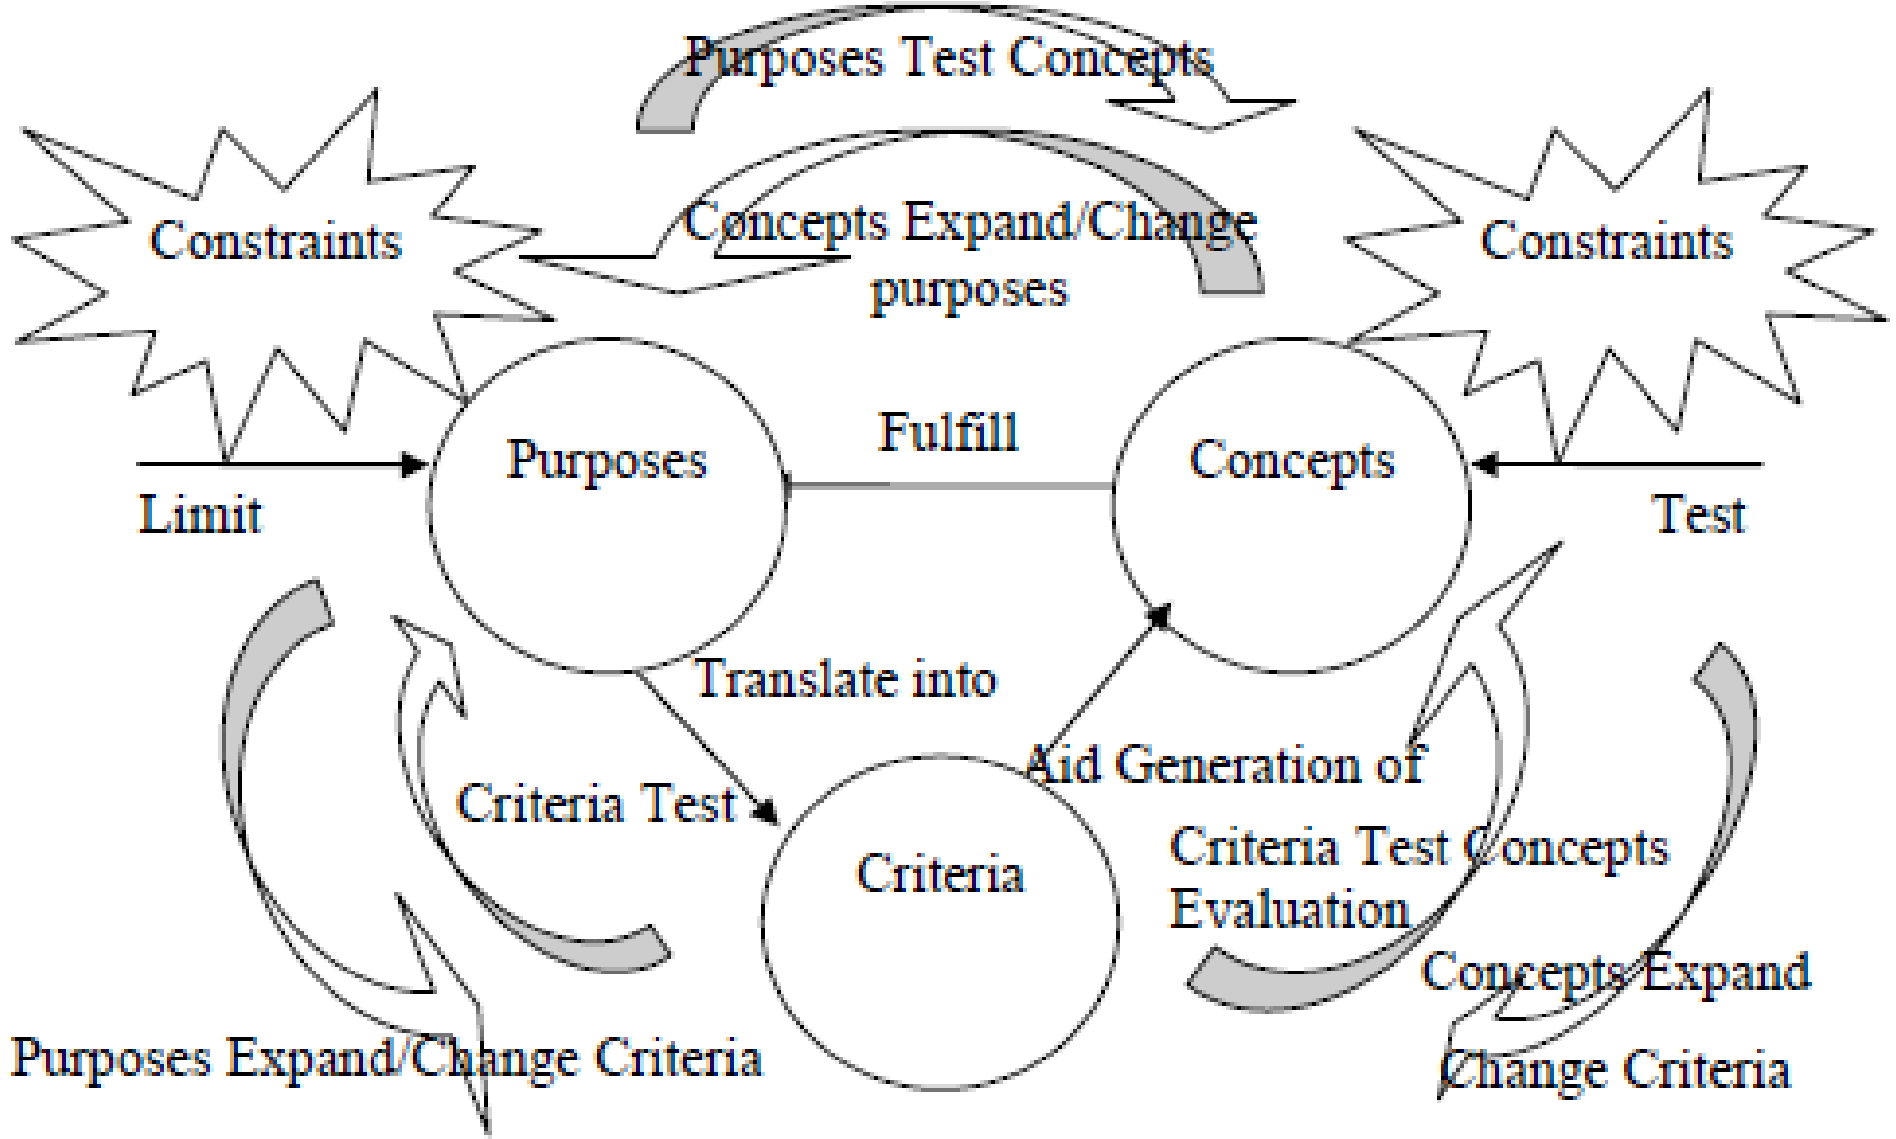 Purposes Test Concepts
Constraints
Concepts Expand/Change
purposes
Constraints
Purposes
Fulfill
Concepts
Limit
Test
Translate into
Aid Generation of
Criteria Test
Criteria
Criteria Test Concepts
Evaluation
Concepts Expand
Purposes Expand/Change Criteria
Change Criteria